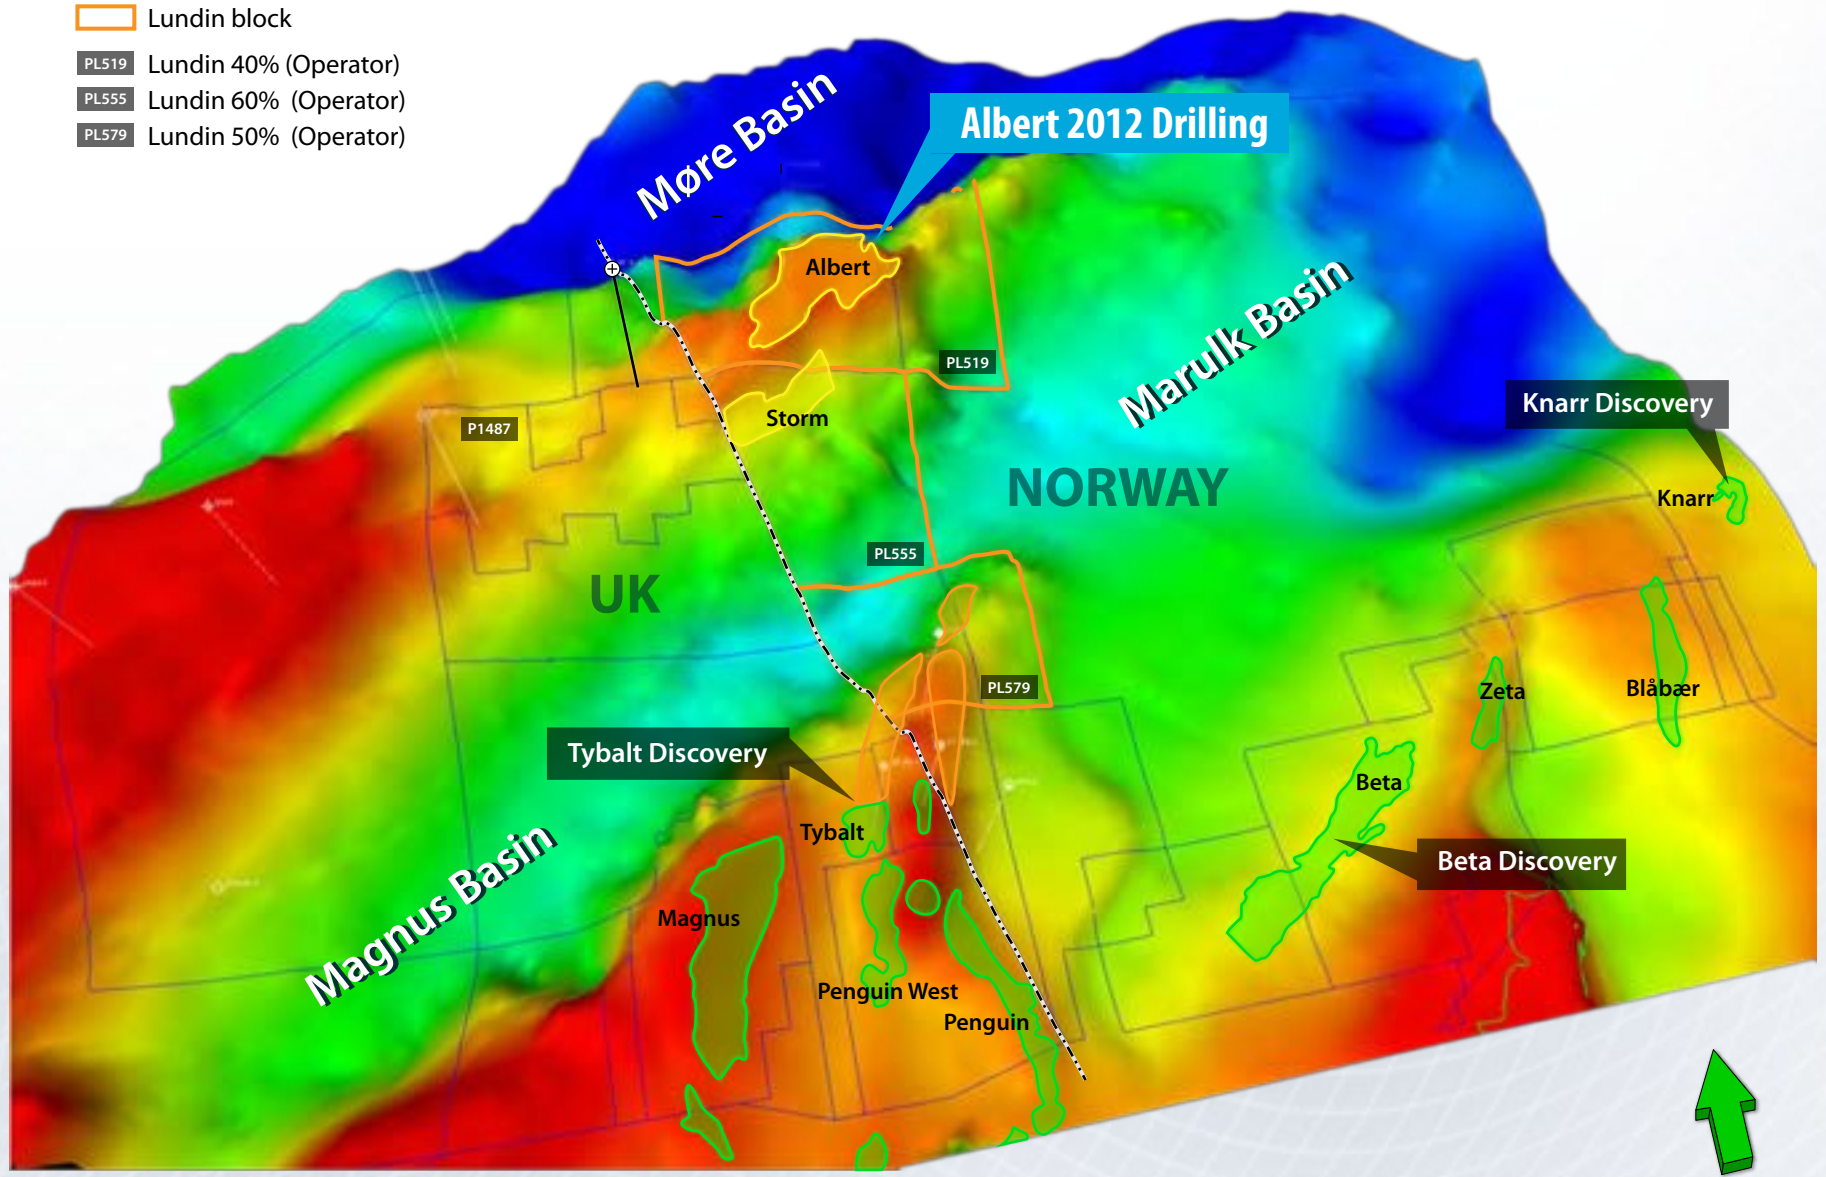 Lundin block
PL519 Lundin 40% (Operator)
PL555 Lundin 60% (Operator)
PL579 Lundin 50% (Operator)
Møre Basin
Albert 2012 Drilling
Albert
Marulk Basin
PL519
Knarr Discovery
Storm
P1487
NORWAY
Knarr
PL555
UK
PL579
Zeta
Blåbær
Tybalt Discovery
Beta
Tybalt
Beta Discovery
Magnus Basin
Magnus
Penguin West
Penguin